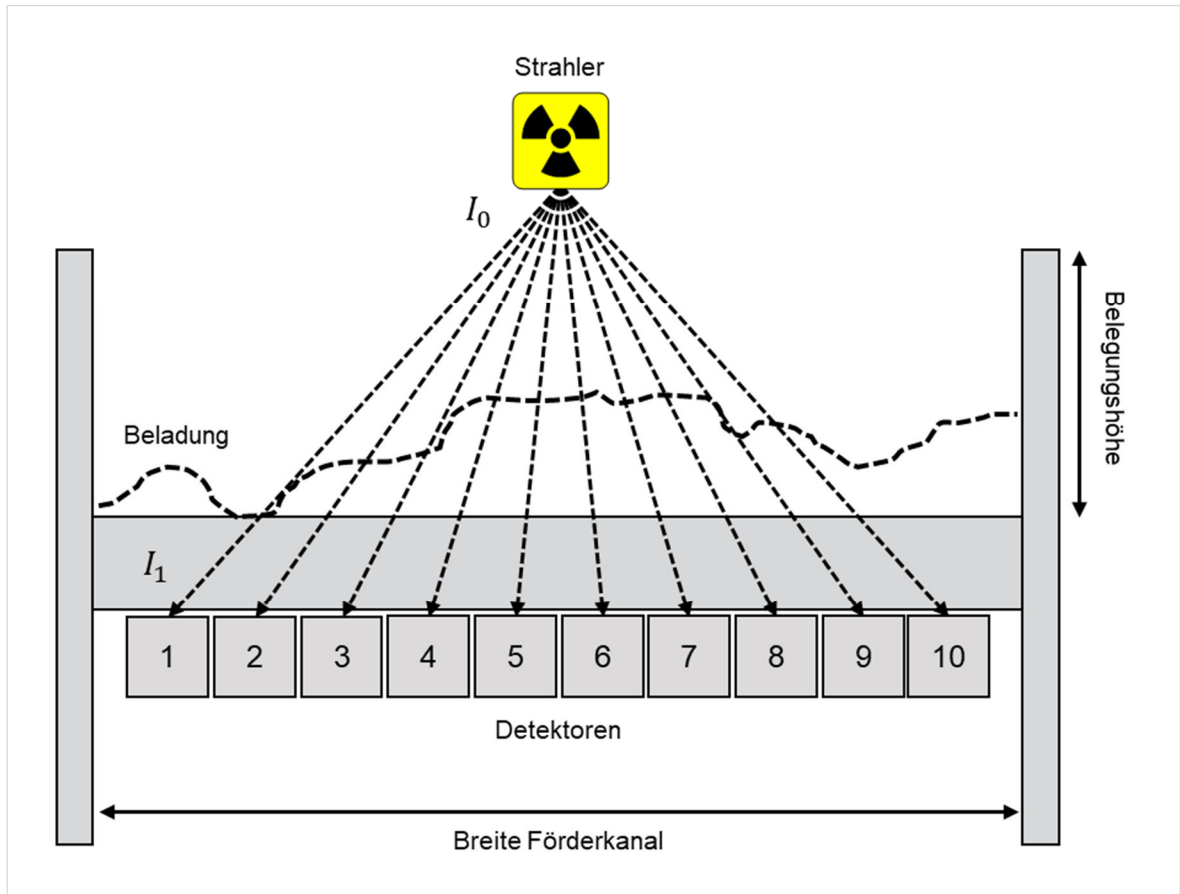 Strahler
I₀
Belegungshöhe
Beladung
I₁
1 2 3 4 5 6 7 8 9 10
Detektoren
Breite Förderkanal